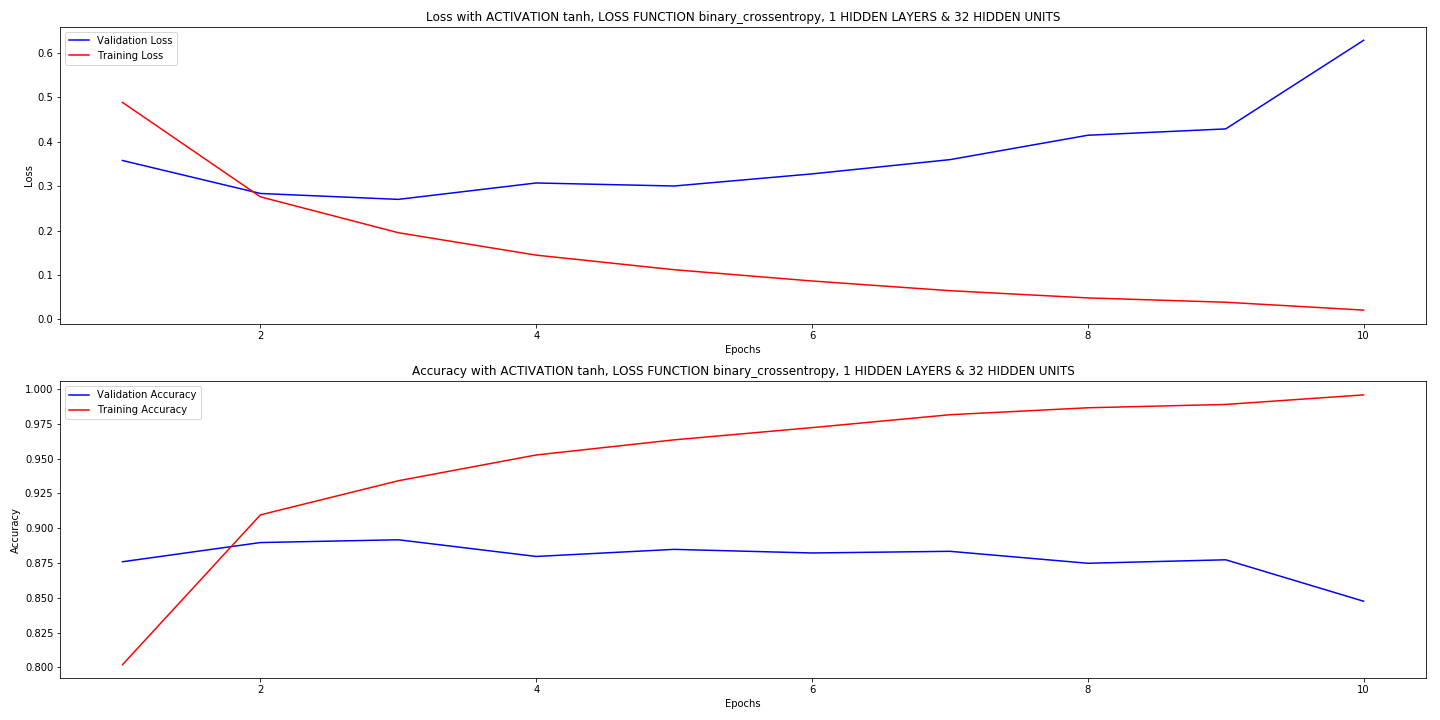 Loss with ACTIVATION tanh, LOSS FUNCTION binary_crossentropy, 1 HIDDEN LAYERS & 32 HIDDEN UNITS
Validation Loss
Training Loss
0.6
0.5
0.4
0.3
0.2
0.1
0.0
Loss
2 4 6 8 10
Epochs
Accuracy with ACTIVATION tanh, LOSS FUNCTION binary_crossentropy, 1 HIDDEN LAYERS & 32 HIDDEN UNITS
Validation Accuracy
Training Accuracy
1.000
0.975
0.950
0.925
0.900
0.875
0.850
0.825
0.800
Accuracy
2 4 6 8 10
Epochs